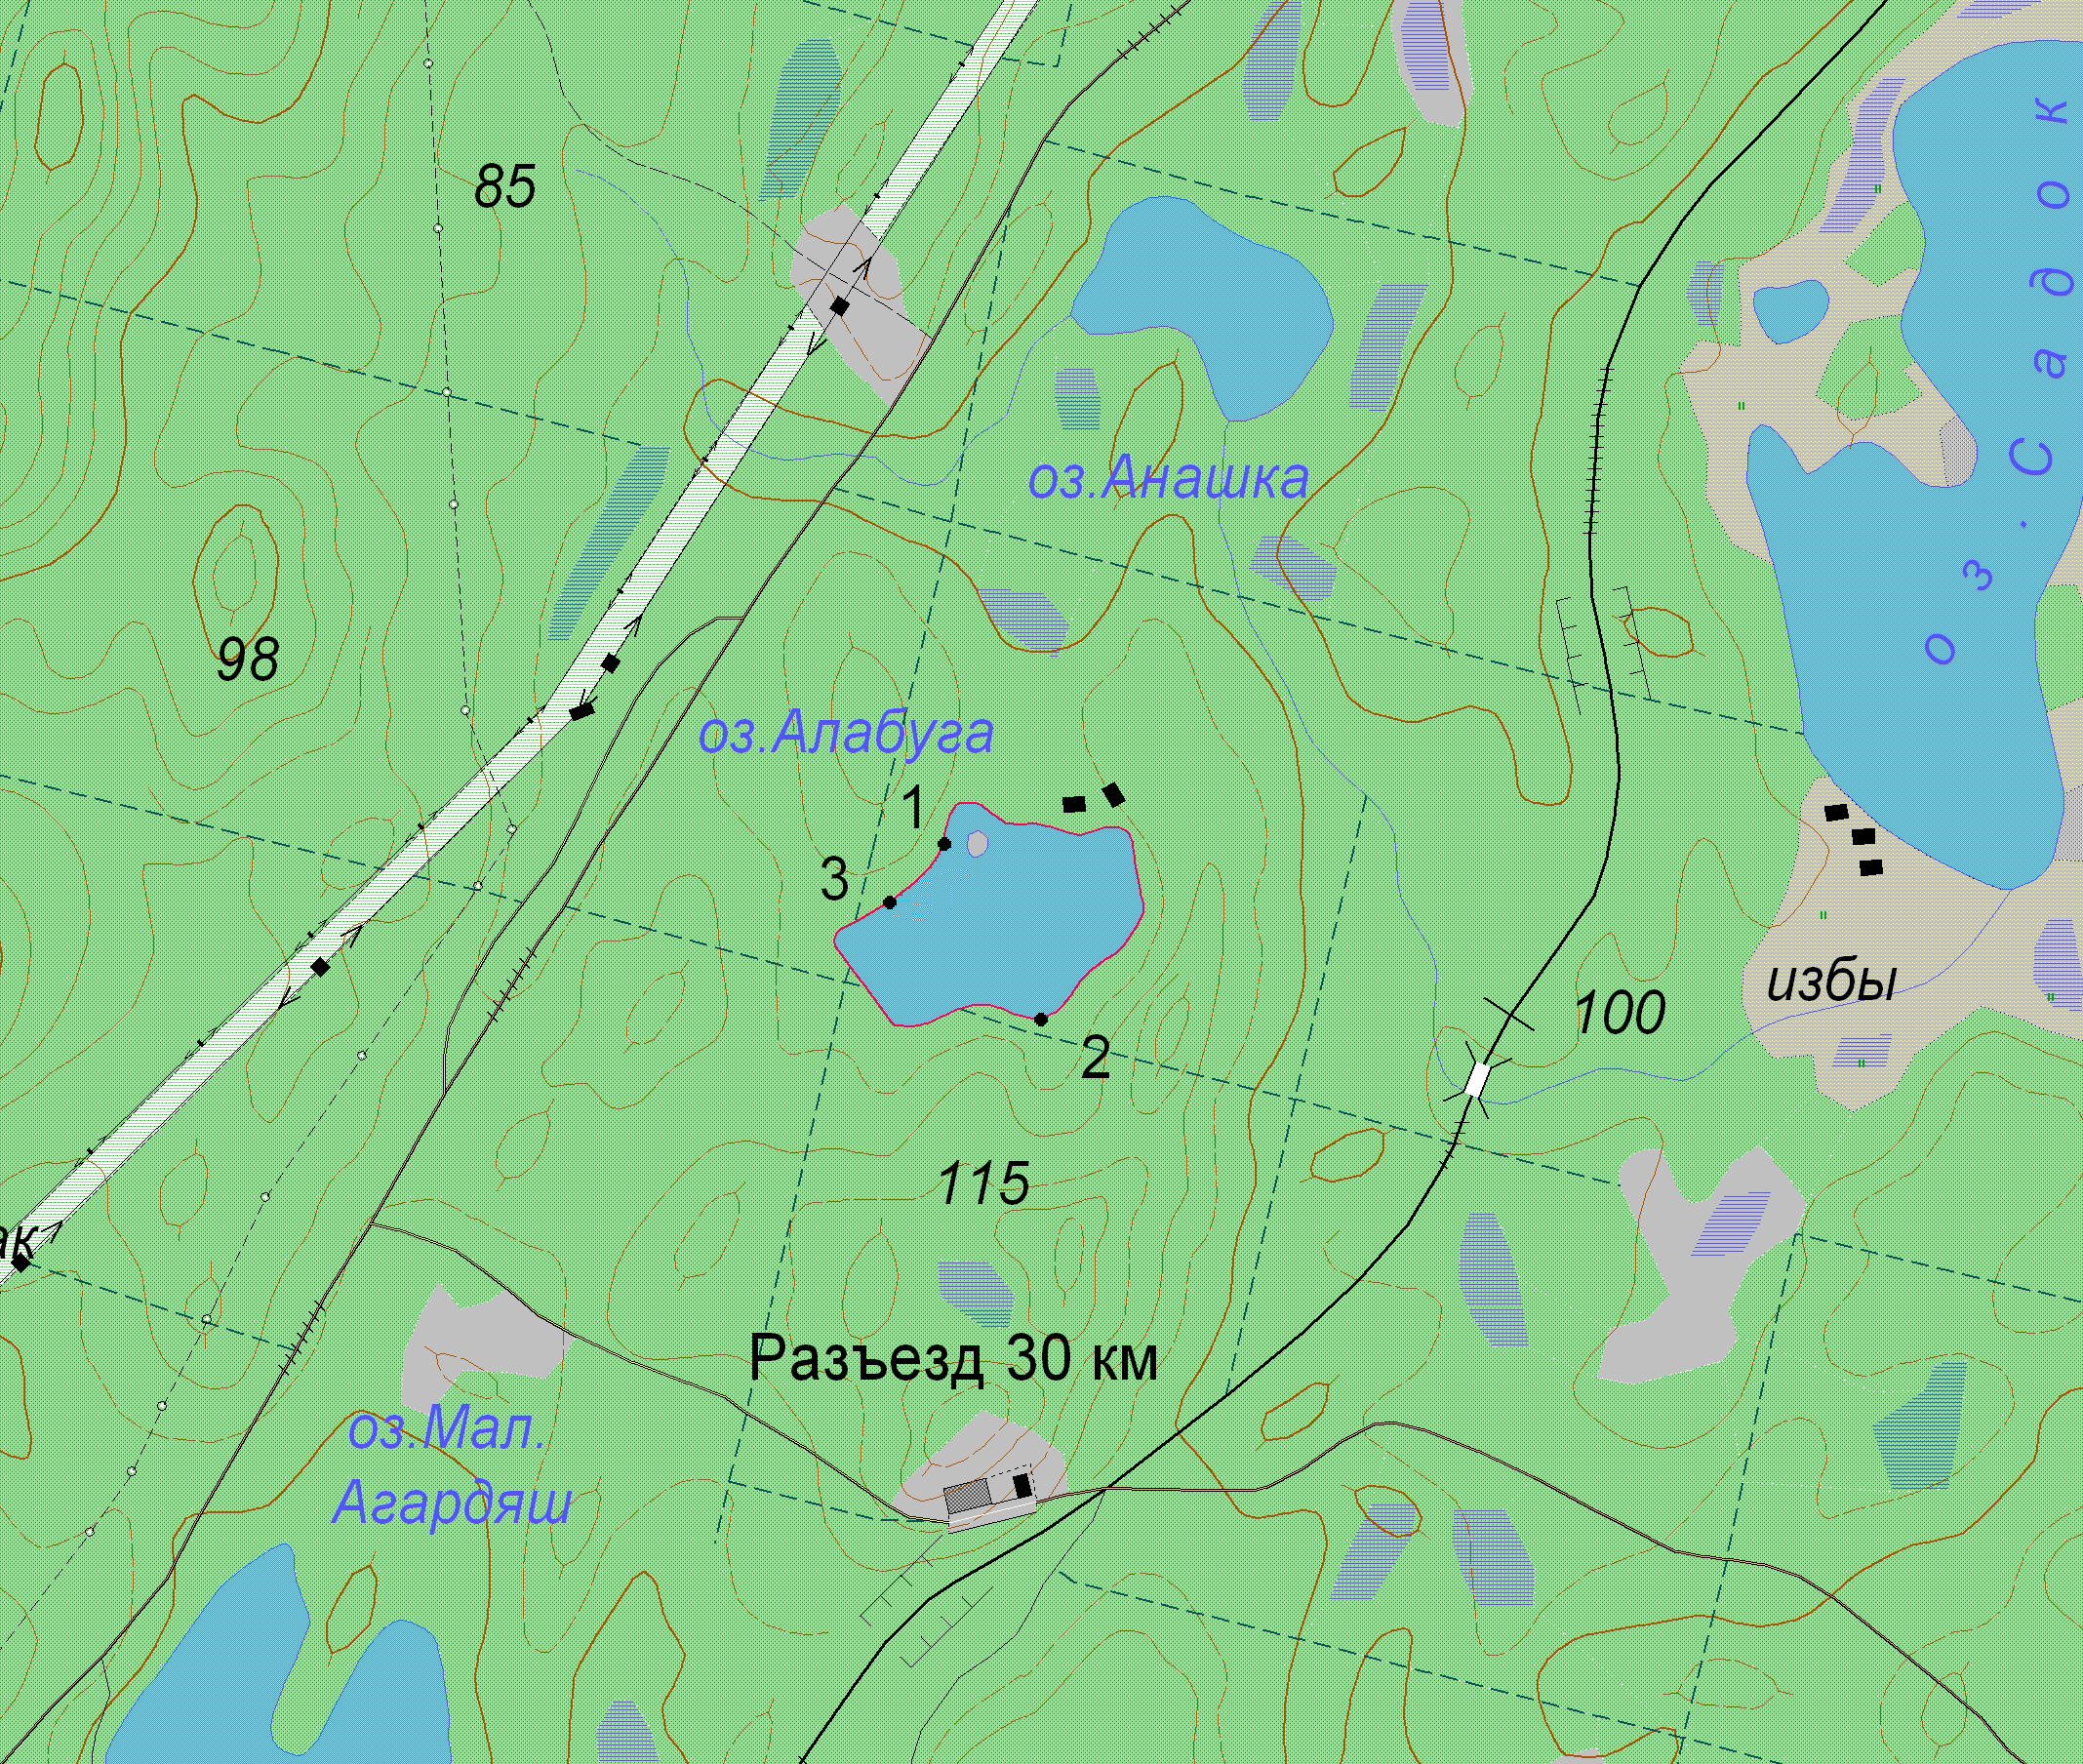 85
оз.Анашка
оз. Садок
98
оз.Алабуга
1
3
2
избы
100
115
ак
Разъезд 30 км
оз.Мал.
Агардяш